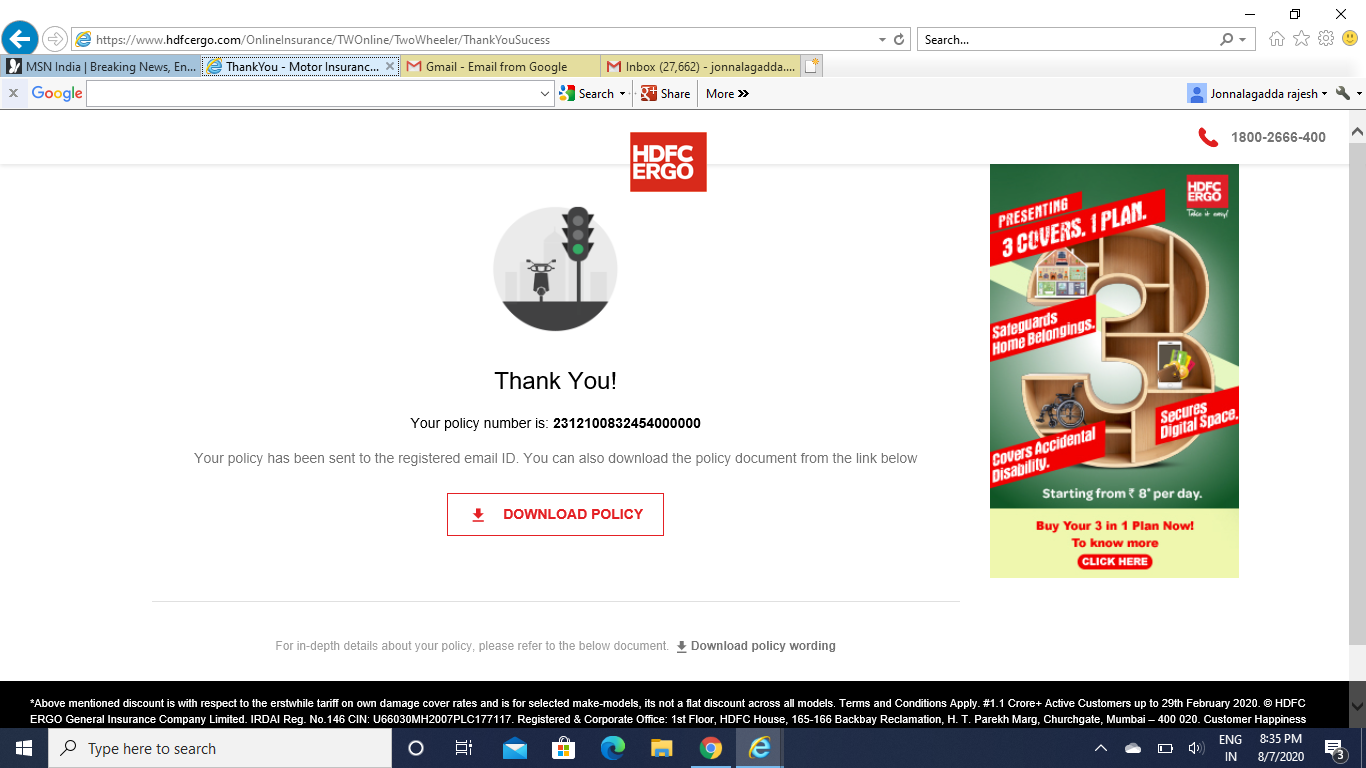 https://www.hdfcergo.com/OnlineInsurance/TWOnline/TwoWheeler/ThankYouSucess
Search...
MSN India | Breaking News, En...
ThankYou - Motor Insuranc...
Gmail - Email from Google
Inbox (27,662) - jonnalagadda....
x Google Search Share More »
Jonnalagadda rajesh
HDFC
ERGO
1800-2666-400
Thank You!
Your policy number is: 2312100832454000000
Your policy has been sent to the registered email ID. You can also download the policy document from the link below
DOWNLOAD POLICY
For in-depth details about your policy, please refer to the below document. Download policy wording
HDFC
ERGO
Take it easy!
PRESENTING
3 COVERS. 1 PLAN.
Safeguards
Home Belongings.
Secures
Digital Space.
Covers Accidental
Disability.
Starting from ₹ 8* per day.
Buy Your 3 in 1 Plan Now!
To know more
CLICK HERE
*Above mentioned discount is with respect to the erstwhile tariff on own damage cover rates and is for selected make-models, its not a flat discount across all models. Terms and Conditions Apply. #1.1 Crore+ Active Customers up to 29th February 2020. © HDFC
ERGO General Insurance Company Limited. IRDAI Reg. No.146 CIN: U66030MH2007PLC177117. Registered & Corporate Office: 1st Floor, HDFC House, 165-166 Backbay Reclamation, H. T. Parekh Marg, Churchgate, Mumbai – 400 020. Customer Happiness
Type here to search
ENG
IN
8:35 PM
8/7/2020
3